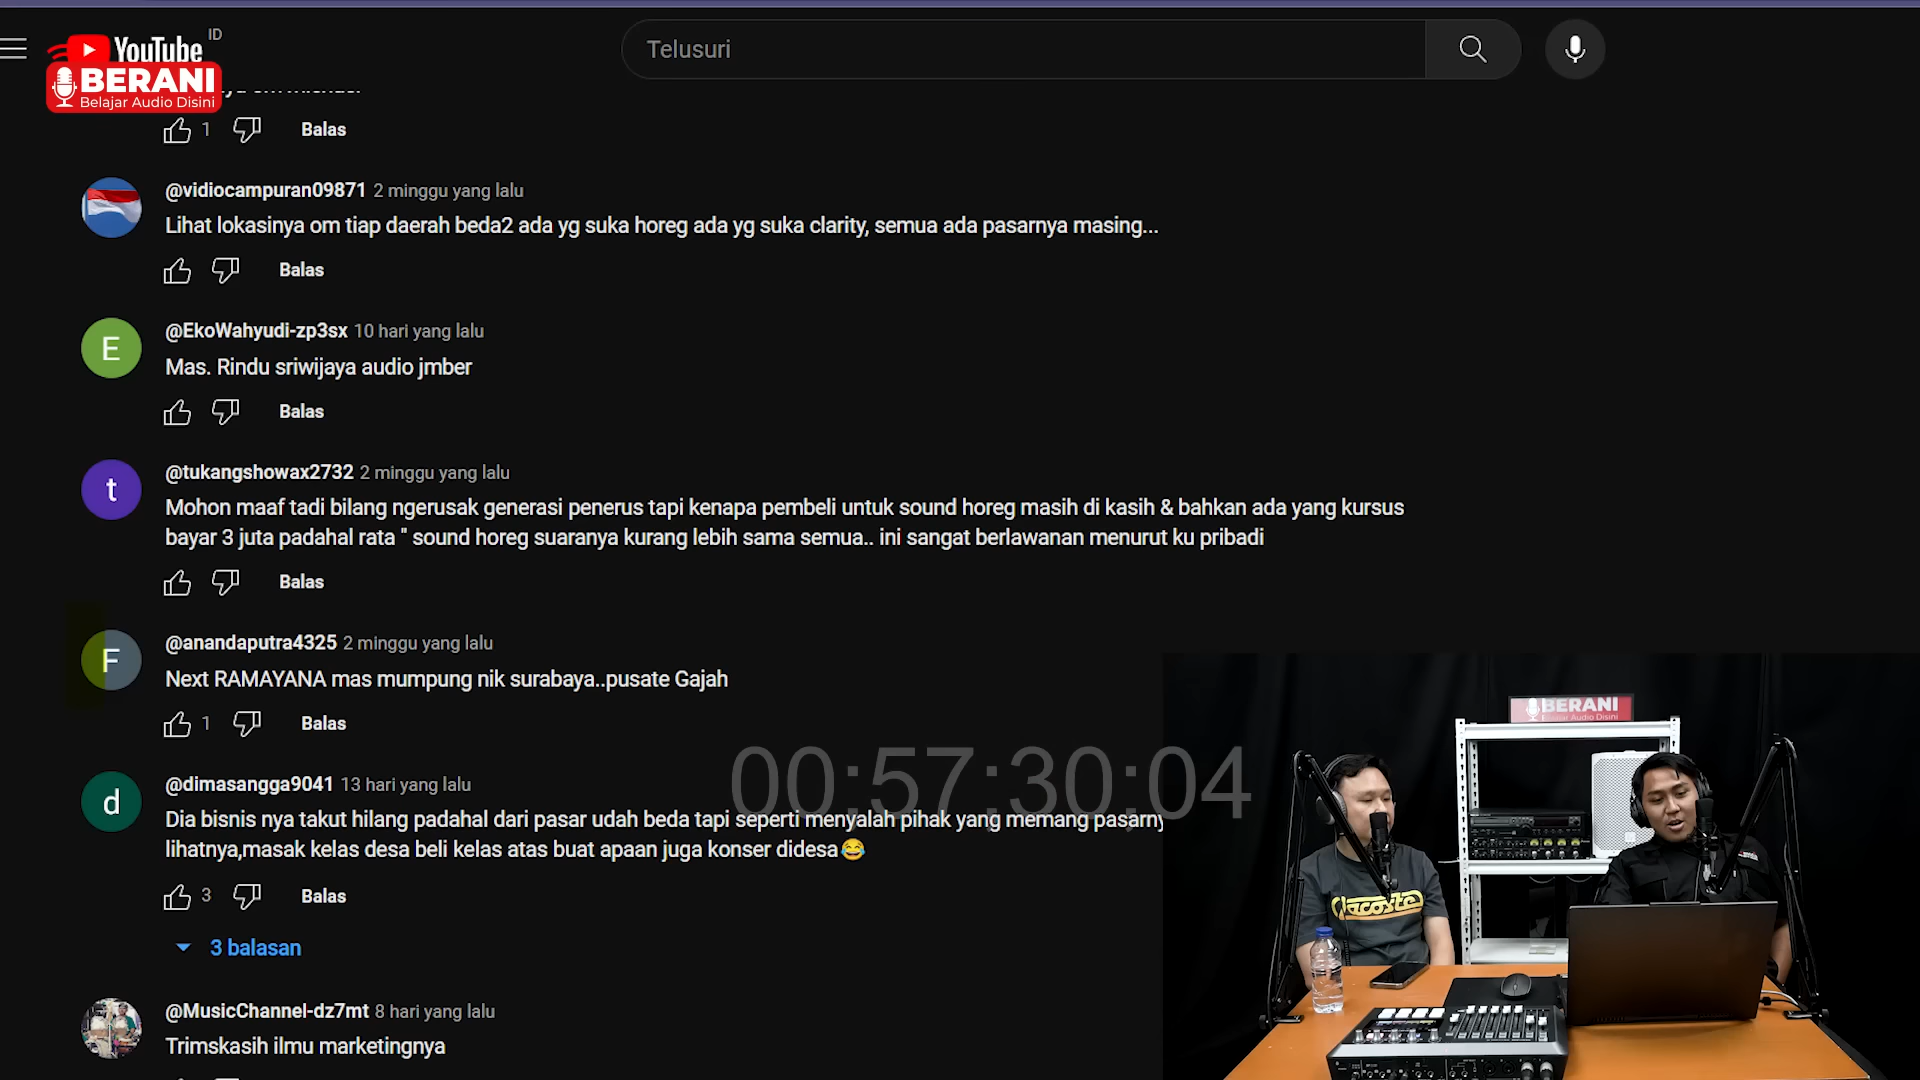 YouTube ID
Telusuri
BERANI
Belajar Audio Disini
1 Balas
@vidiocampuran09871 2 minggu yang lalu
Lihat lokasinya om tiap daerah beda2 ada yg suka horeg ada yg suka clarity, semua ada pasarnya masing...
Balas
@EkoWahyudi-zp3sx 10 hari yang lalu
E
Mas. Rindu sriwijaya audio jmber
Balas
@tukangshowax2732 2 minggu yang lalu
t
Mohon maaf tadi bilang ngerusak generasi penerus tapi kenapa pembeli untuk sound horeg masih di kasih & bahkan ada yang kursus
bayar 3 juta padahal rata " sound horeg suaranya kurang lebih sama semua.. ini sangat berlawanan menurut ku pribadi
Balas
@anandaputra4325 2 minggu yang lalu
F
Next RAMAYANA mas mumpung nik surabaya..pusate Gajah
1 Balas
BERANI
Belajar Audio Disini
00:57:30:04
@dimasangga9041 13 hari yang lalu
d
Dia bisnis nya takut hilang padahal dari pasar udah beda tapi seperti menyalah pihak yang memang pasarny
lihatnya,masak kelas desa beli kelas atas buat apaan juga konser didesa😂
3 Balas
Lacoste
3 balasan
@MusicChannel-dz7mt 8 hari yang lalu
Trimskasih ilmu marketingnya